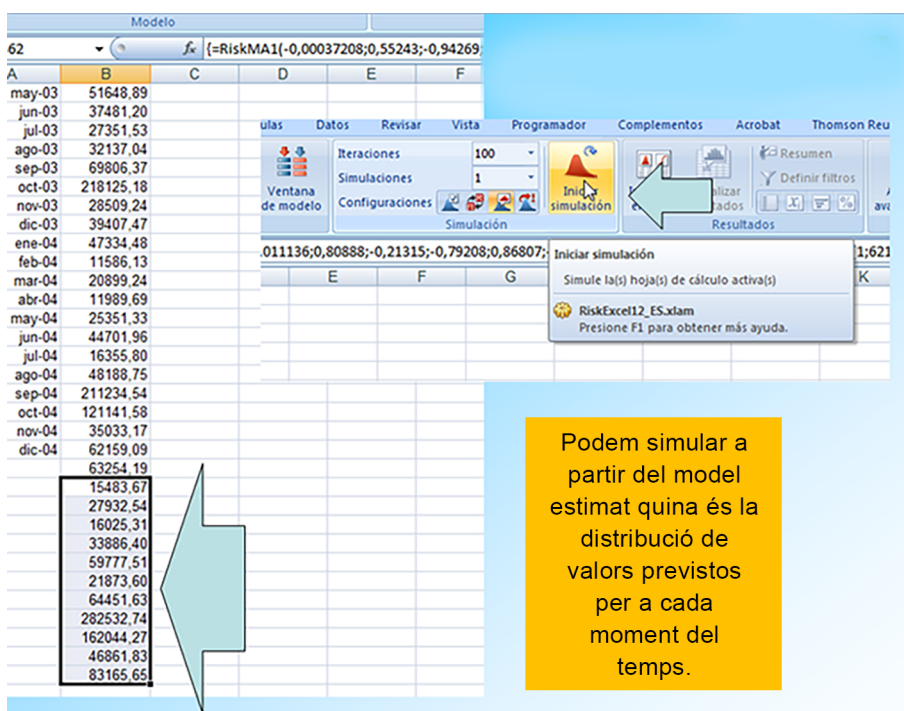 Modelo
62 fx {=RiskMA1(-0,00037208;0,55243;-0,94269;
A B C D E F
may-03 51648,89
jun-03 37481,20
jul-03 27351,53
ago-03 32137,04
sep-03 69806,37
oct-03 218125,18
nov-03 28509,24
dic-03 39407,47
ene-04 47334,48
feb-04 11586,13
mar-04 20899,24
abr-04 11989,69
may-04 25351,33
jun-04 44701,96
jul-04 16355,80
ago-04 48188,75
sep-04 211234,54
oct-04 121141,58
nov-04 35033,17
dic-04 62159,09
63254,19
15483,67
27932,54
16025,31
33886,40
59777,51
21873,60
64451,63
282532,74
162044,27
46861,83
83165,65
ulas Datos Revisar Vista Programador Complementos Acrobat Thomson Reu
Ventana
de modelo
Iteraciones 100
Simulaciones 1
Configuraciones
Iniciar
simulación
Simulación
Resumen
Definir filtros
Resultados
.011136;0,80888;-0,21315;-0,79208;0,86807;
1;621
E F G K
Iniciar simulación
Simule la(s) hoja(s) de cálculo activa(s)
RiskExcel12_ES.xlam
Presione F1 para obtener más ayuda.
Podem simular a
partir del model
estimat quina és la
distribució de
valors previstos
per a cada
moment del
temps.